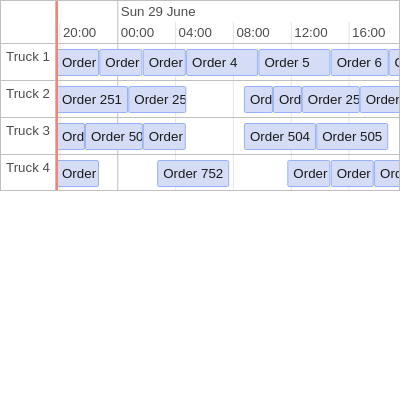 Sun 29 June
20:00 00:00 04:00 08:00 12:00 16:00
Truck 1 Order Order Order Order 4 Order 5 Order 6
Truck 2 Order 251 Order 25 Ord Ord Order 25 Order
Truck 3 Ord Order 50 Order Order 504 Order 505
Truck 4 Order Order 752 Order Order Ord